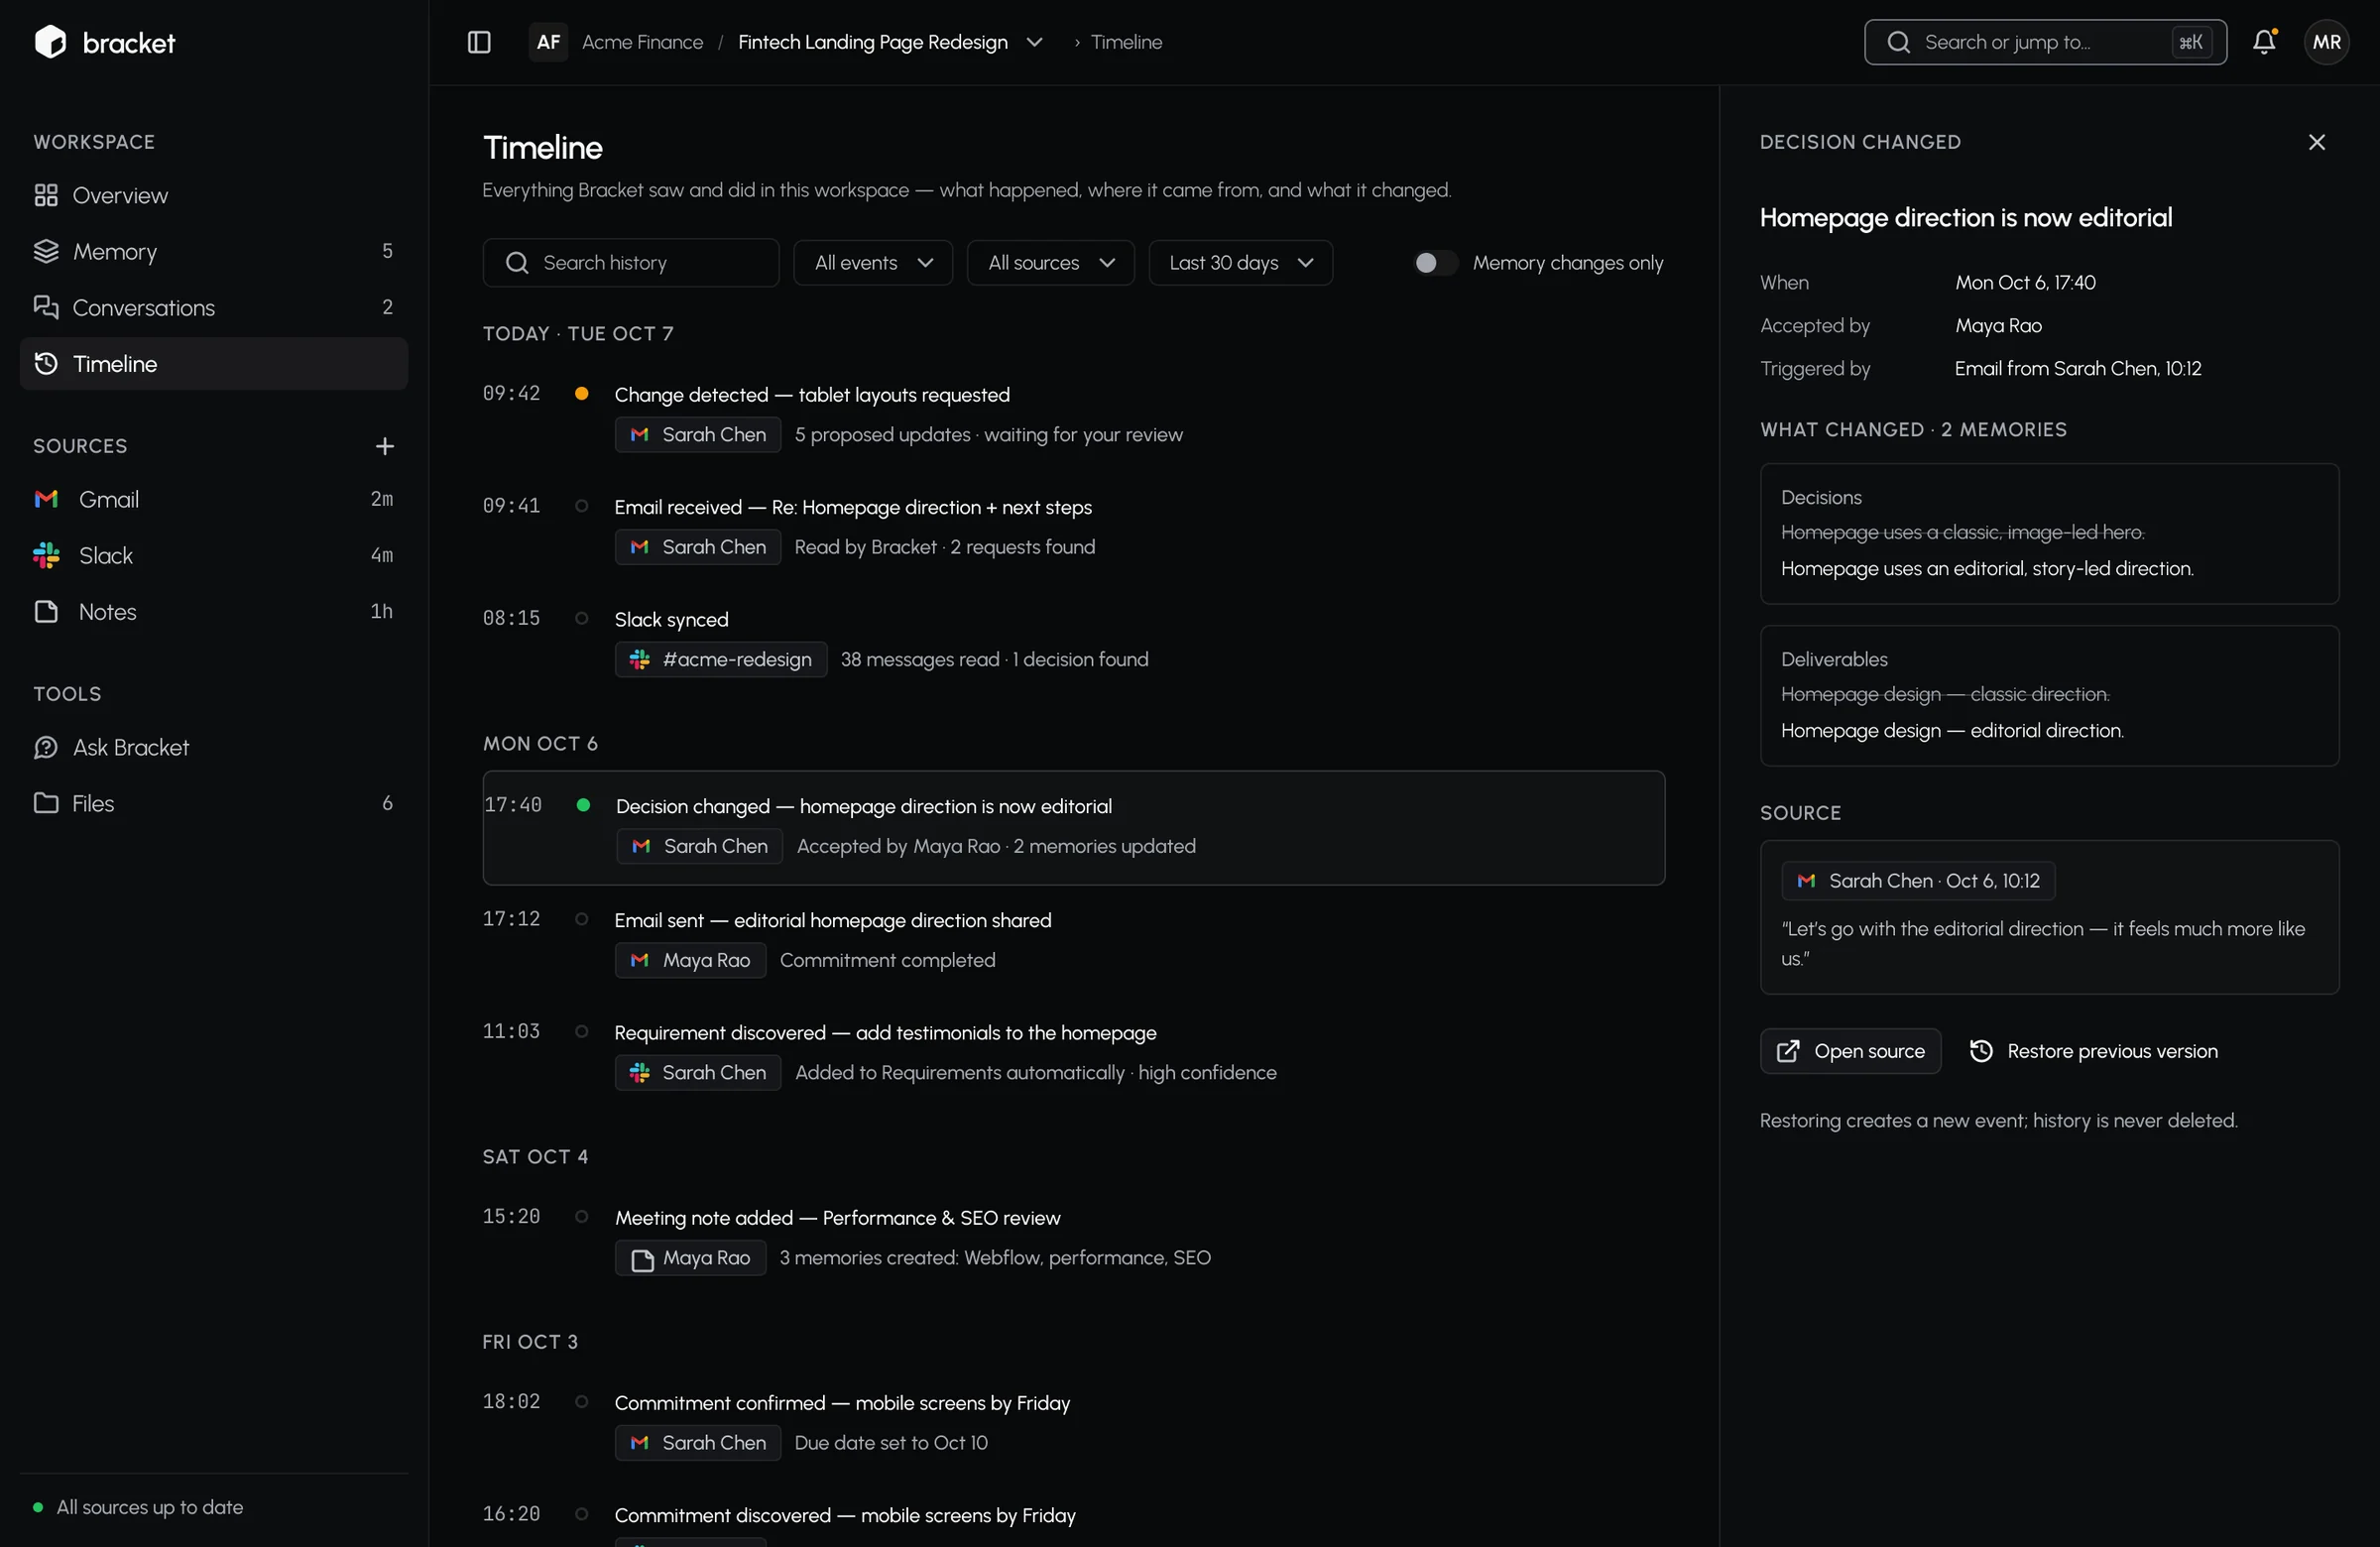 bracket
WORKSPACE
Overview
Memory 5
Conversations 2
Timeline
SOURCES
Gmail 2m
Slack 4m
Notes 1h
TOOLS
Ask Bracket
Files 6
All sources up to date
AF Acme Finance / Fintech Landing Page Redesign › Timeline
Search or jump to... ⌘K
MR
Timeline
Everything Bracket saw and did in this workspace — what happened, where it came from, and what it changed.
Search history All events All sources Last 30 days Memory changes only
TODAY · TUE OCT 7
09:42 Change detected — tablet layouts requested
Sarah Chen 5 proposed updates · waiting for your review
09:41 Email received — Re: Homepage direction + next steps
Sarah Chen Read by Bracket · 2 requests found
08:15 Slack synced
#acme-redesign 38 messages read · 1 decision found
MON OCT 6
17:40 Decision changed — homepage direction is now editorial
Sarah Chen Accepted by Maya Rao · 2 memories updated
17:12 Email sent — editorial homepage direction shared
Maya Rao Commitment completed
11:03 Requirement discovered — add testimonials to the homepage
Sarah Chen Added to Requirements automatically · high confidence
SAT OCT 4
15:20 Meeting note added — Performance & SEO review
Maya Rao 3 memories created: Webflow, performance, SEO
FRI OCT 3
18:02 Commitment confirmed — mobile screens by Friday
Sarah Chen Due date set to Oct 10
16:20 Commitment discovered — mobile screens by Friday
DECISION CHANGED
Homepage direction is now editorial
When Mon Oct 6, 17:40
Accepted by Maya Rao
Triggered by Email from Sarah Chen, 10:12
WHAT CHANGED · 2 MEMORIES
Decisions
Homepage uses a classic, image-led hero.
Homepage uses an editorial, story-led direction.
Deliverables
Homepage design — classic direction.
Homepage design — editorial direction.
SOURCE
Sarah Chen · Oct 6, 10:12
“Let’s go with the editorial direction — it feels much more like
us.”
Open source Restore previous version
Restoring creates a new event; history is never deleted.